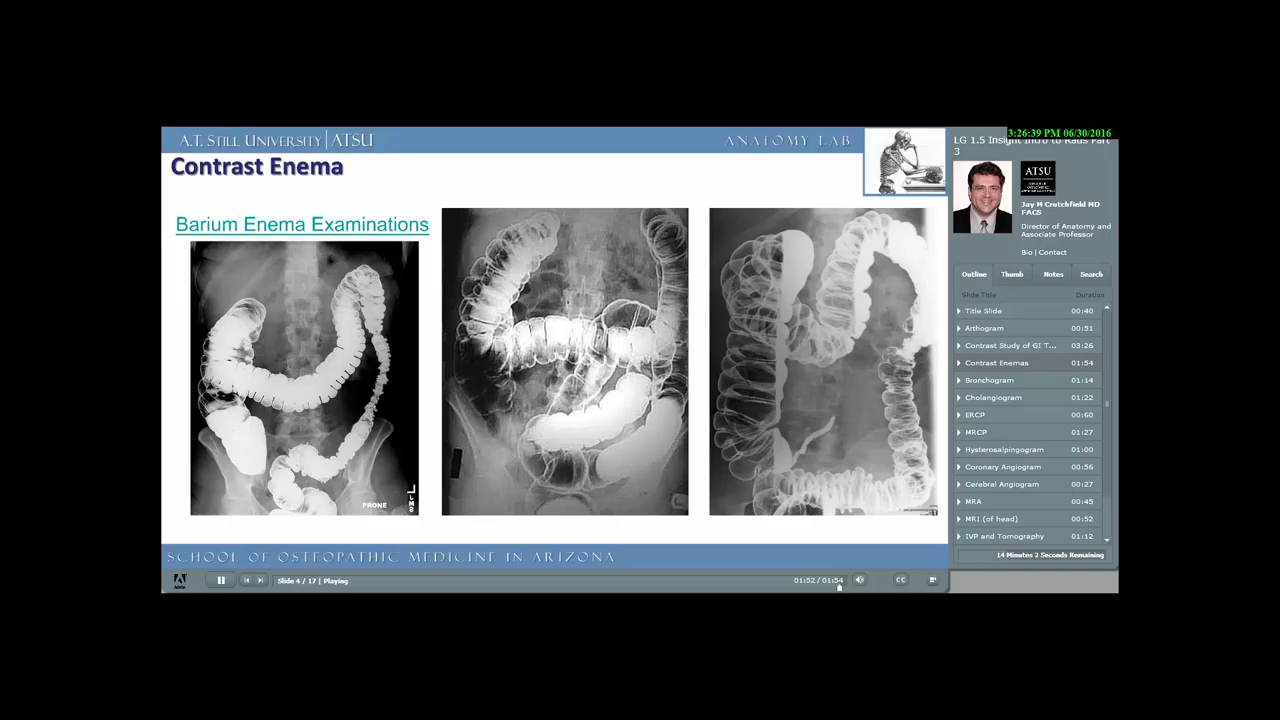 A.T. STILL UNIVERSITY | ATSU
ANATOMY LAB
Contrast Enema
Barium Enema Examinations
PRONE
L
SCHOOL OF OSTEOPATHIC MEDICINE IN ARIZONA
Slide 4 / 17 | Playing
01:52 / 01:54
CC
3:26:39 PM 06/30/2016
LG 1.5 Insight Intro to Rads Part
3
ATSU
Jay M Crutchfield MD
FACS
Director of Anatomy and
Associate Professor
Bio | Contact
Outline Thumb Notes Search
Slide Title Duration
Title Slide 00:40
Arthogram 00:51
Contrast Study of GI T... 03:26
Contrast Enemas 01:54
Bronchogram 01:14
Cholangiogram 01:22
ERCP 00:60
MRCP 01:27
Hysterosalpingogram 01:00
Coronary Angiogram 00:56
Cerebral Angiogram 00:27
MRA 00:45
MRI (of head) 00:52
IVP and Tomography 01:12
14 Minutes 2 Seconds Remaining